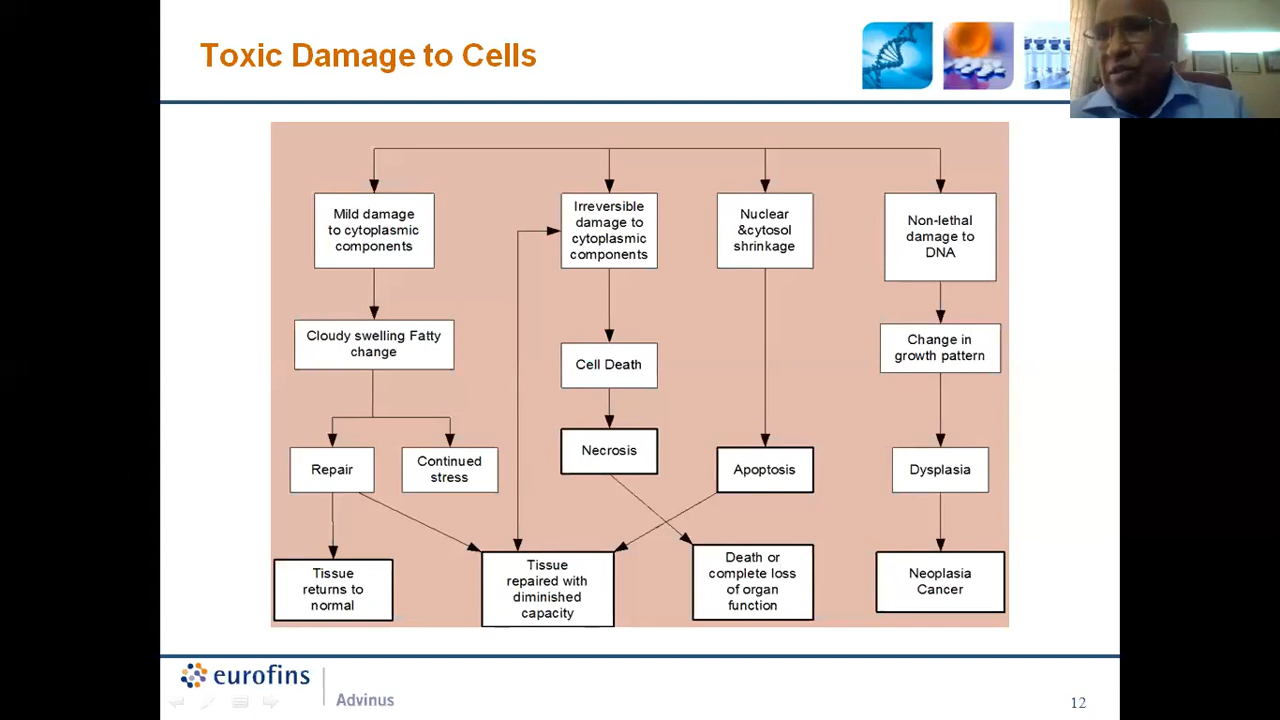 Toxic Damage to Cells
Mild damage
to cytoplasmic
components
Irreversible
damage to
cytoplasmic
components
Nuclear
&cytosol
shrinkage
Non-lethal
damage to
DNA
Cloudy swelling Fatty
change
Cell Death
Change in
growth pattern
Repair
Continued
stress
Necrosis
Apoptosis
Dysplasia
Tissue
returns to
normal
Tissue
repaired with
diminished
capacity
Death or
complete loss
of organ
function
Neoplasia
Cancer
eurofins
Advinus
12